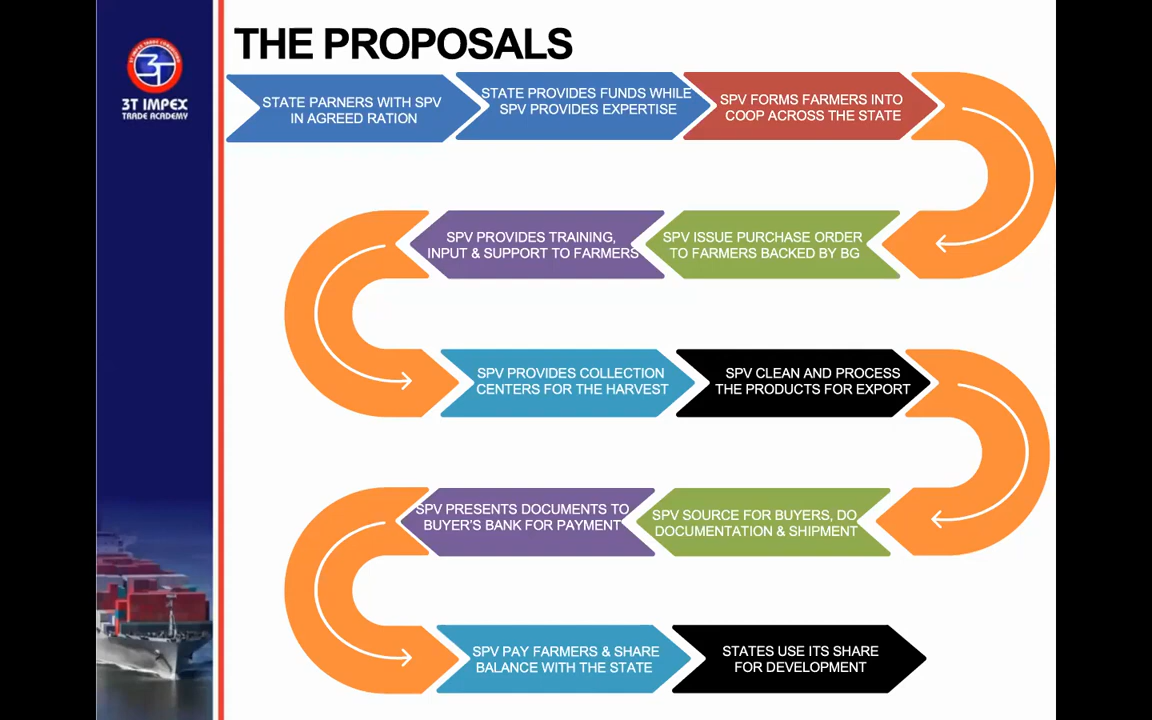 THE PROPOSALS
3T IMPEX
TRADE ACADEMY
STATE PARNERS WITH SPV
IN AGREED RATION
STATE PROVIDES FUNDS WHILE
SPV PROVIDES EXPERTISE
SPV FORMS FARMERS INTO
COOP ACROSS THE STATE
SPV ISSUE PURCHASE ORDER
TO FARMERS BACKED BY BG
SPV PROVIDES TRAINING,
INPUT & SUPPORT TO FARMERS
SPV PROVIDES COLLECTION
CENTERS FOR THE HARVEST
SPV CLEAN AND PROCESS
THE PRODUCTS FOR EXPORT
SPV SOURCE FOR BUYERS, DO
DOCUMENTATION & SHIPMENT
SPV PRESENTS DOCUMENTS TO
BUYER'S BANK FOR PAYMENT
SPV PAY FARMERS & SHARE
BALANCE WITH THE STATE
STATES USE ITS SHARE
FOR DEVELOPMENT